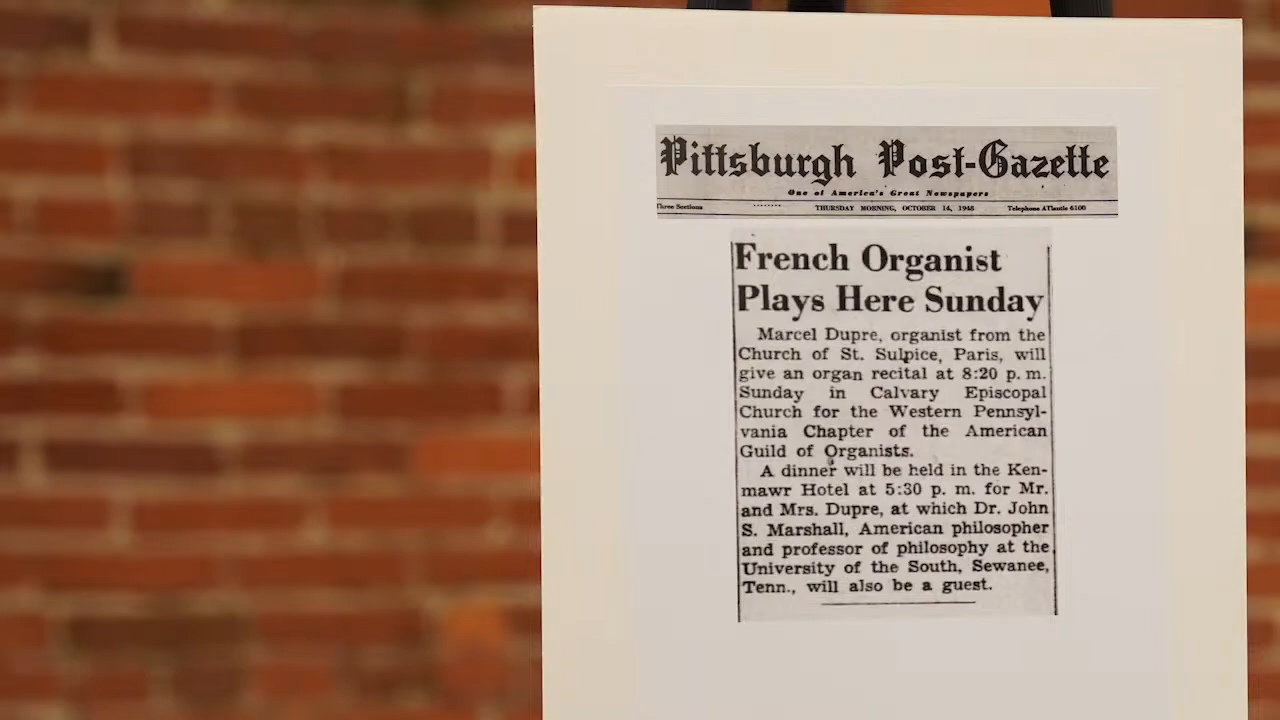 Pittsburgh Post-Gazette
One of America's Great Newspapers
Three Sections THURSDAY MORNING, OCTOBER 14, 1948 Telephone ATlantic 6100
French Organist
Plays Here Sunday
Marcel Dupre, organist from the
Church of St. Sulpice, Paris, will
give an organ recital at 8:20 p. m.
Sunday in Calvary Episcopal
Church for the Western Pennsyl-
vania Chapter of the American
Guild of Organists.
A dinner will be held in the Ken-
mawr Hotel at 5:30 p. m. for Mr.
and Mrs. Dupre, at which Dr. John
S. Marshall, American philosopher
and professor of philosophy at the
University of the South, Sewanee,
Tenn., will also be a guest.